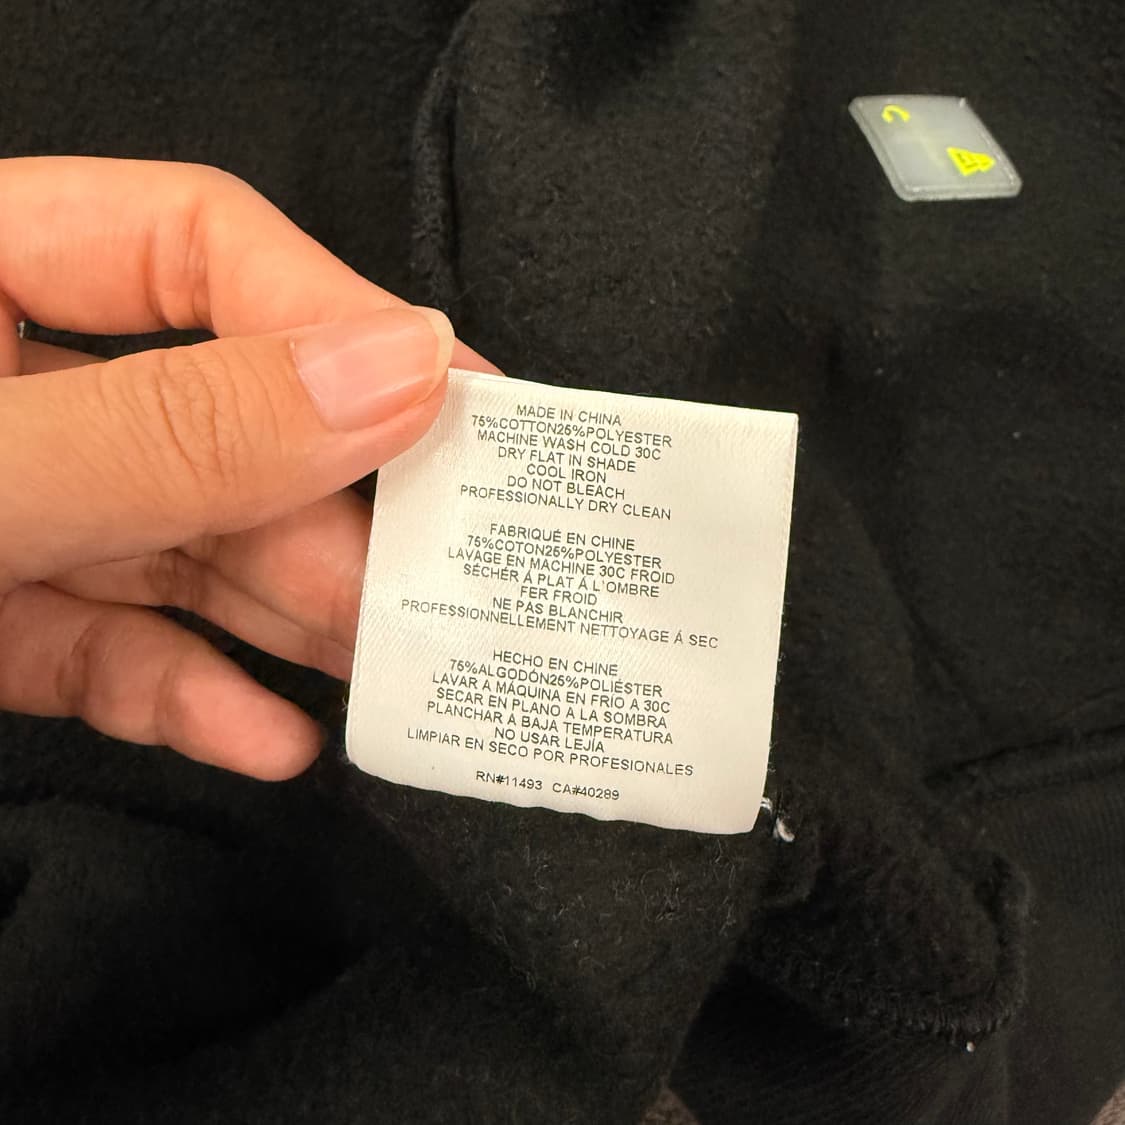 MADE IN CHINA
75%COTTON25%POLYESTER
MACHINE WASH COLD 30C
DRY FLAT IN SHADE
COOL IRON
DO NOT BLEACH
PROFESSIONALLY DRY CLEAN
FABRIQUÉ EN CHINE
75%COTON25%POLYESTER
LAVAGE EN MACHINE 30C FROID
SÉCHÉR Á PLAT Á L'OMBRE
FER FROID
NE PAS BLANCHIR
PROFESSIONNELLEMENT NETTOYAGE Á SEC
HECHO EN CHINE
75%ALGODÓN25%POLIÉSTER
LAVAR A MÁQUINA EN FRÍO A 30C
SECAR EN PLANO A LA SOMBRA
PLANCHAR A BAJA TEMPERATURA
NO USAR LEJÍA
LIMPIAR EN SECO POR PROFESIONALES
RN#11493 CA#40289